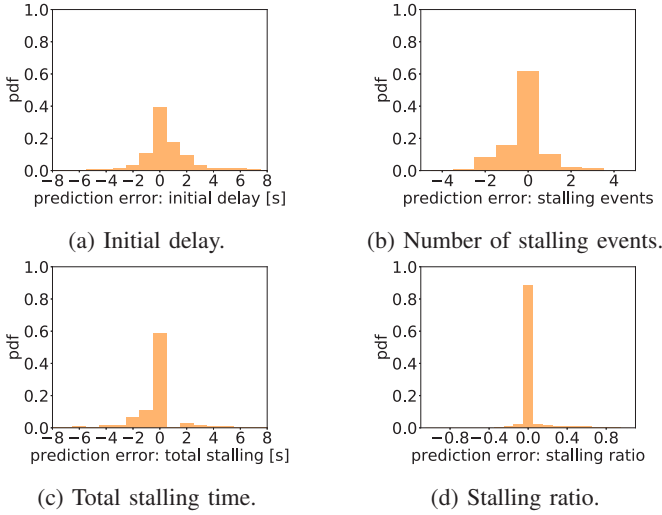 1.0
0.8
0.6
0.4
0.2
0.0
pdf
−8 −6 −4 −2 0 2 4 6 8
prediction error: initial delay [s]
(a) Initial delay.
1.0
0.8
0.6
0.4
0.2
0.0
pdf
−4 −2 0 2 4
prediction error: stalling events
(b) Number of stalling events.
1.0
0.8
0.6
0.4
0.2
0.0
pdf
−8 −6 −4 −2 0 2 4 6 8
prediction error: total stalling [s]
(c) Total stalling time.
1.0
0.8
0.6
0.4
0.2
0.0
pdf
−0.8 −0.4 0.0 0.4 0.8
prediction error: stalling ratio
(d) Stalling ratio.